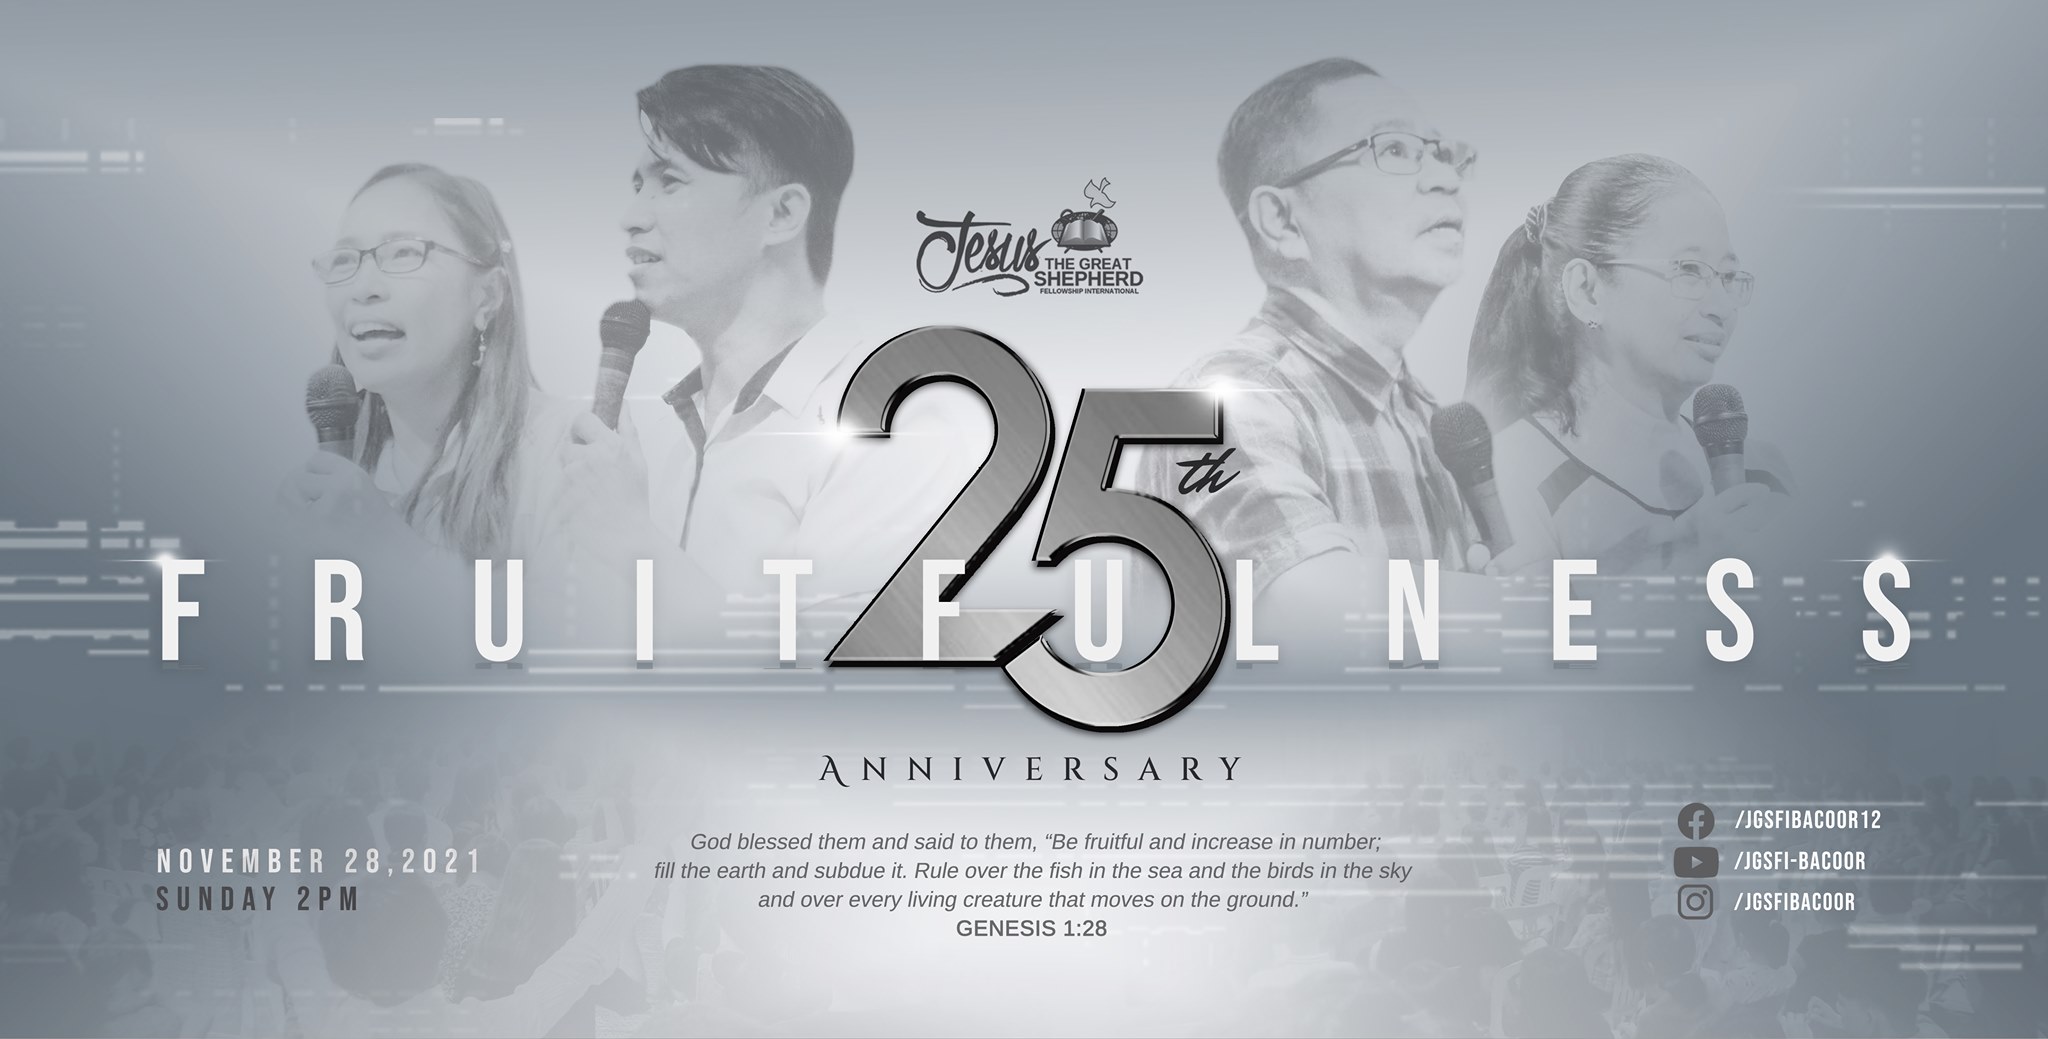 Jesus
THE GREAT
SHEPHERD
FELLOWSHIP INTERNATIONAL
25th
FRUITFULNESS
ANNIVERSARY
God blessed them and said to them, “Be fruitful and increase in number;
fill the earth and subdue it. Rule over the fish in the sea and the birds in the sky
and over every living creature that moves on the ground.”
GENESIS 1:28
NOVEMBER 28,2021
SUNDAY 2PM
/JGSFIBACOOR12
/JGSFI-BACOOR
/JGSFIBACOOR